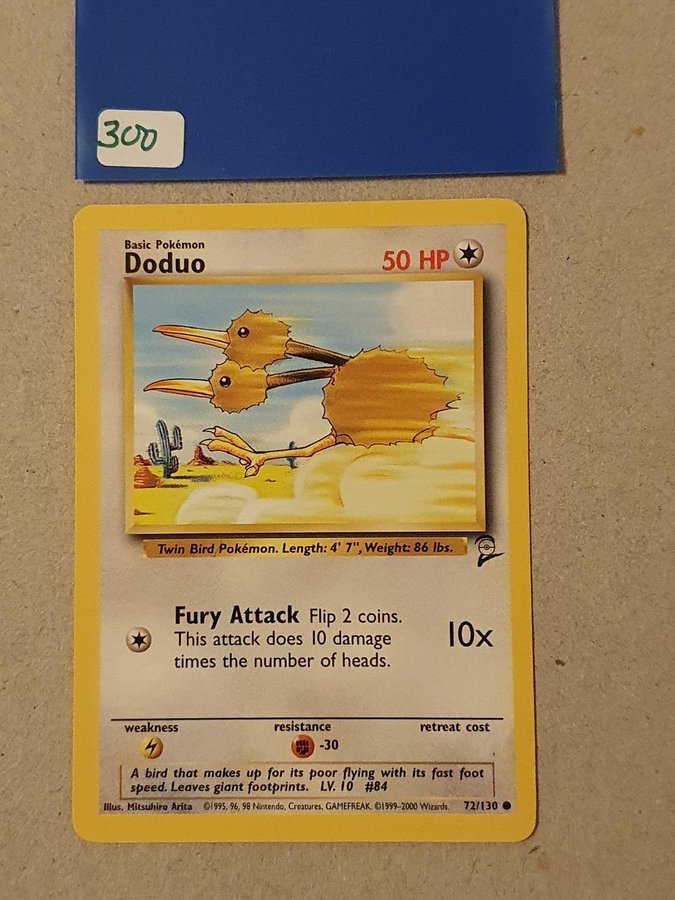 300
Basic Pokémon
Doduo 50 HP
Twin Bird Pokémon. Length: 4' 7", Weight: 86 lbs.
Fury Attack Flip 2 coins.
This attack does 10 damage
times the number of heads.
10x
weakness resistance retreat cost
-30
A bird that makes up for its poor flying with its fast foot
speed. Leaves giant footprints. LV. 10 #84
Illus. Mitsuhiro Arita ©1995, 96, 98 Nintendo, Creatures, GAMEFREAK. ©1999-2000 Wizards. 72/130